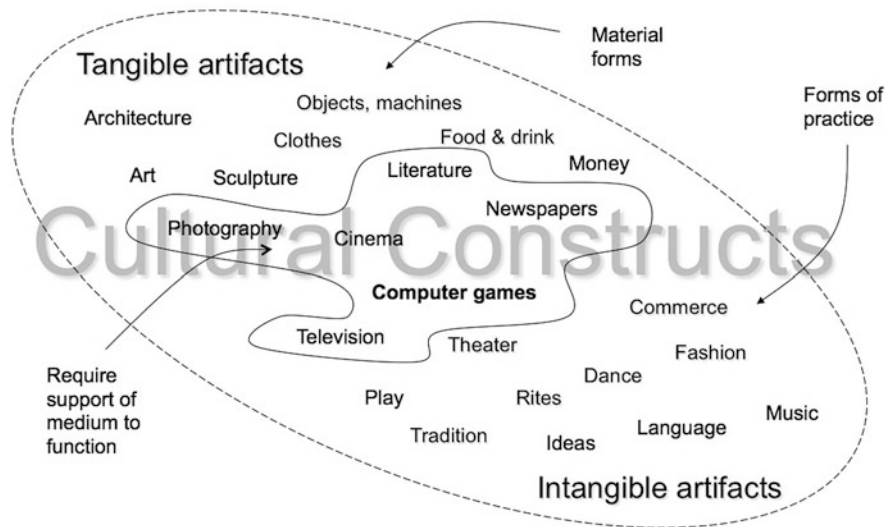 Material
forms
Tangible artifacts
Objects, machines
Forms of
practice
Architecture
Clothes
Food & drink
Art
Sculpture
Literature
Money
Photography
Newspapers
Cinema
Cultural Constructs
Computer games
Commerce
Television
Theater
Fashion
Require
support of
medium to
function
Dance
Play
Rites
Music
Tradition
Ideas
Language
Intangible artifacts